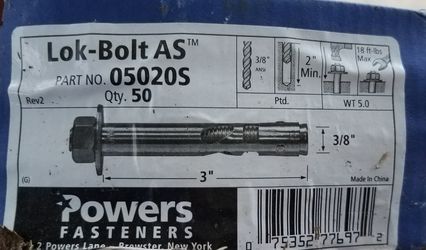 Lok-Bolt AS™
PART NO. 05020S
Rev2
Qty. 50
3/8"
ANSI
2"
Min.
18 ft-lbs
Max
Ptd.
WT 5.0
3/8"
3"
(G)
Made In China
Powers
FASTENERS
2 Powers Lane Brewster, New York
0 75352 77697 2